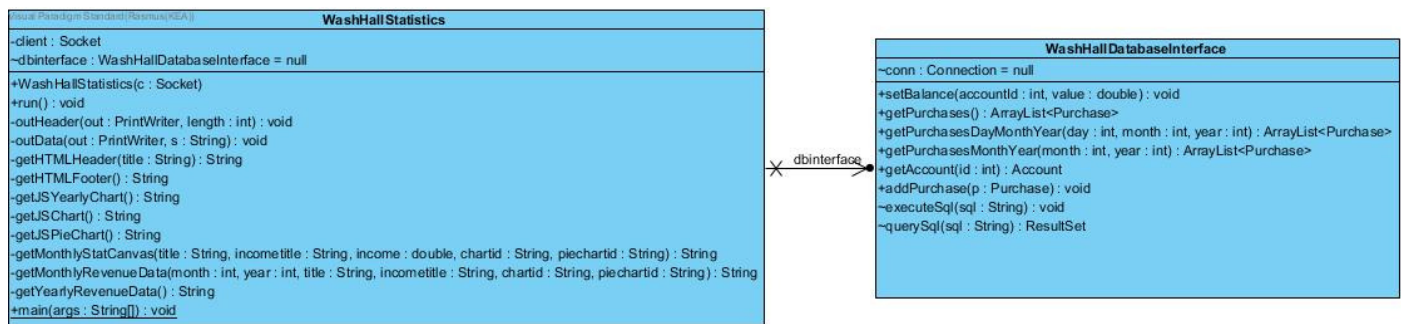 Visual Paradigm Standard(Rasmus(KEA))
WashHallStatistics
-client : Socket
~dbinterface : WashHallDatabaseInterface = null
+WashHallStatistics(c : Socket)
+run() : void
-outHeader(out : PrintWriter, length : int) : void
-outData(out : PrintWriter, s : String) : void
-getHTMLHeader(title : String) : String
-getHTMLFooter() : String
-getJSYearlyChart() : String
-getJSChart() : String
-getJSPieChart() : String
-getMonthlyStatCanvas(title : String, incometitle : String, income : double, chartid : String, piechartid : String) : String
-getMonthlyRevenueData(month : int, year : int, title : String, incometitle : String, chartid : String, piechartid : String) : String
-getYearlyRevenueData() : String
+main(args : String[]) : void
dbinterface
WashHallDatabaseInterface
~conn : Connection = null
+setBalance(accountId : int, value : double) : void
+getPurchases() : ArrayList<Purchase>
+getPurchasesDayMonthYear(day : int, month : int, year : int) : ArrayList<Purchase>
+getPurchasesMonthYear(month : int, year : int) : ArrayList<Purchase>
+getAccount(id : int) : Account
+addPurchase(p : Purchase) : void
~executeSql(sql : String) : void
~querySql(sql : String) : ResultSet